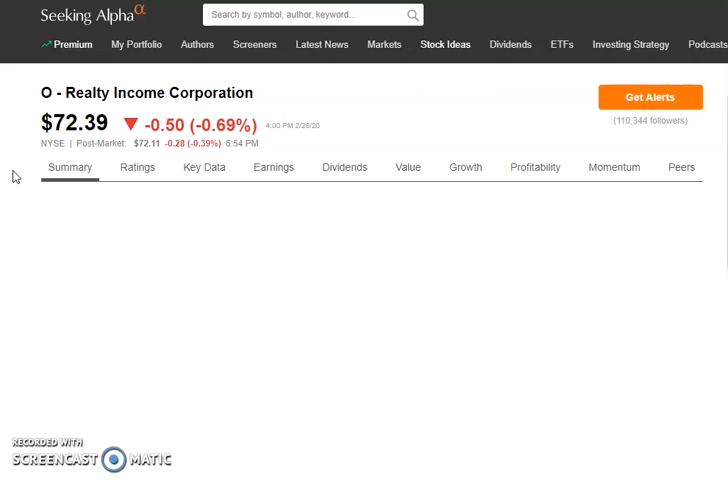 Seeking Alpha α
Search by symbol, author, keyword...
Premium My Portfolio Authors Screeners Latest News Markets Stock Ideas Dividends ETFs Investing Strategy Podcasts
O - Realty Income Corporation
Get Alerts
$72.39 ▼ -0.50 (-0.69%) 4:00 PM 2/28/20
(110,344 followers)
NYSE | Post-Market: $72.11 -0.28 (-0.39%) 6:54 PM
Summary Ratings Key Data Earnings Dividends Value Growth Profitability Momentum Peers
RECORDED WITH
SCREENCAST MATIC